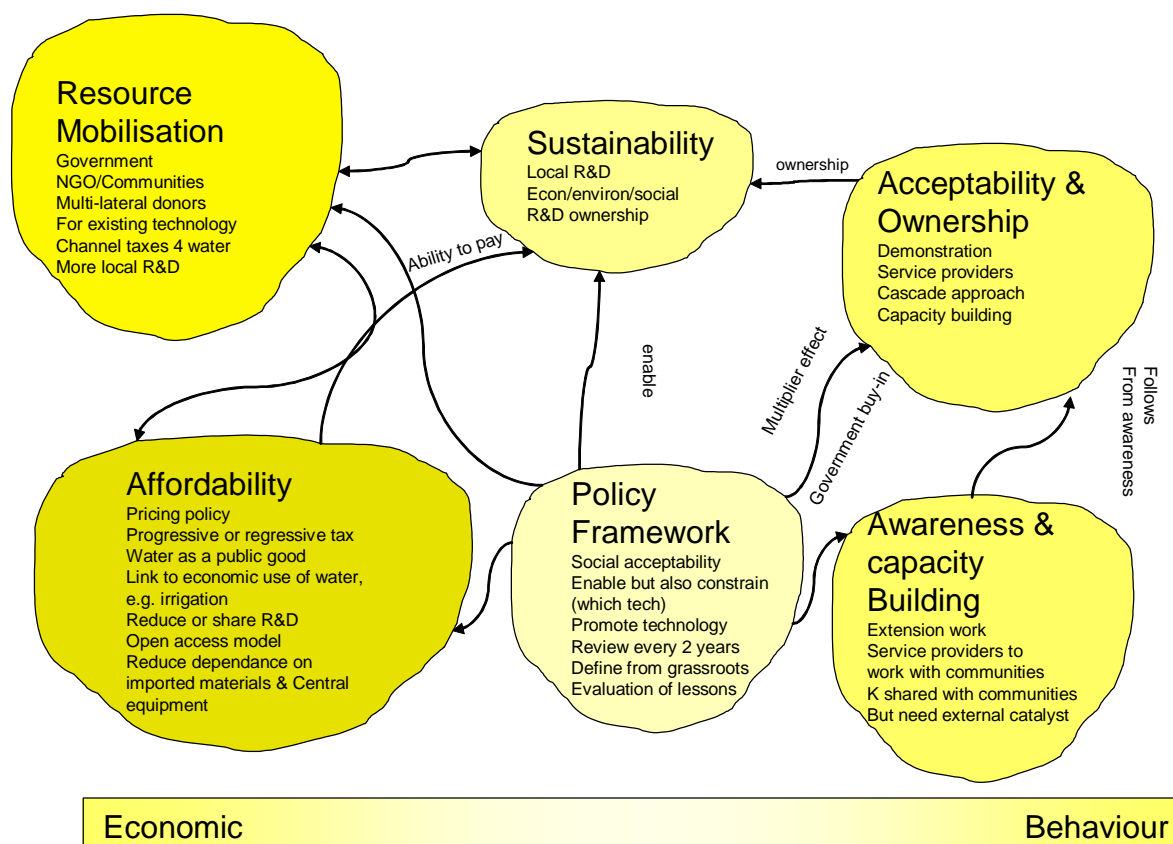 Resource
Mobilisation
Government
NGO/Communities
Multi-lateral donors
For existing technology
Channel taxes 4 water
More local R&D
Sustainability
Local R&D
Econ/environ/social
R&D ownership
ownership
Acceptability &
Ownership
Demonstration
Service providers
Cascade approach
Capacity building
Ability to pay
enable
Multiplier effect
Government buy-in
Follows
From awareness
Affordability
Pricing policy
Progressive or regressive tax
Water as a public good
Link to economic use of water,
e.g. irrigation
Reduce or share R&D
Open access model
Reduce dependance on
imported materials & Central
equipment
Policy
Framework
Social acceptability
Enable but also constrain
(which tech)
Promote technology
Review every 2 years
Define from grassroots
Evaluation of lessons
Awareness &
capacity
Building
Extension work
Service providers to
work with communities
K shared with communities
But need external catalyst
Economic
Behaviour